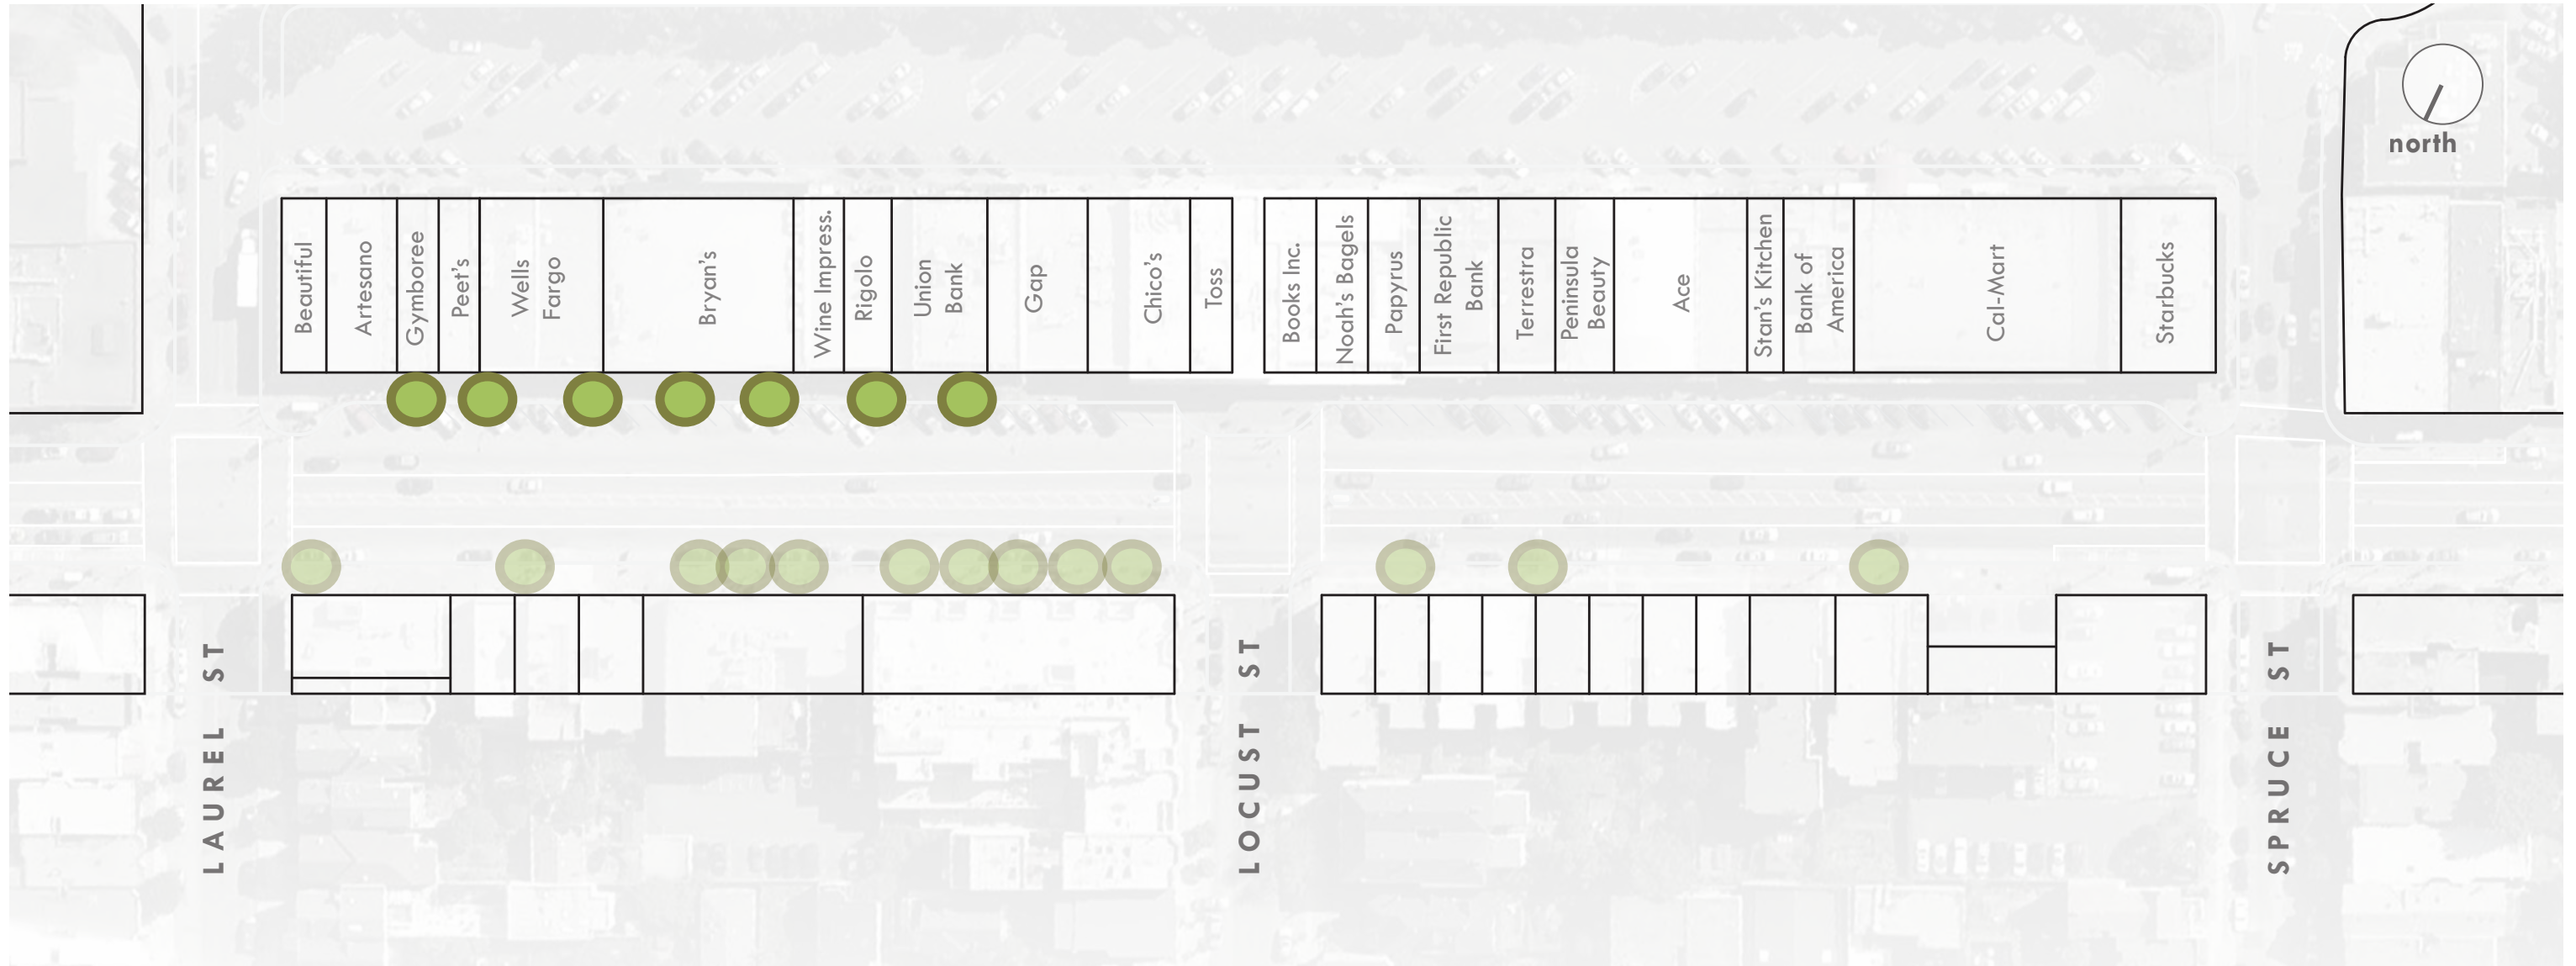 north
Beautiful
Artesano
Gymboree
Peet's
Wells
Fargo
Bryan's
Wine Impress.
Rigolo
Union
Bank
Gap
Chico's
Toss
Books Inc.
Noah's Bagels
Papyrus
First Republic
Bank
Terrestra
Peninsula
Beauty
Ace
Stan's Kitchen
Bank of
America
Cal-Mart
Starbucks
LAUREL ST
LOCUST ST
SPRUCE ST